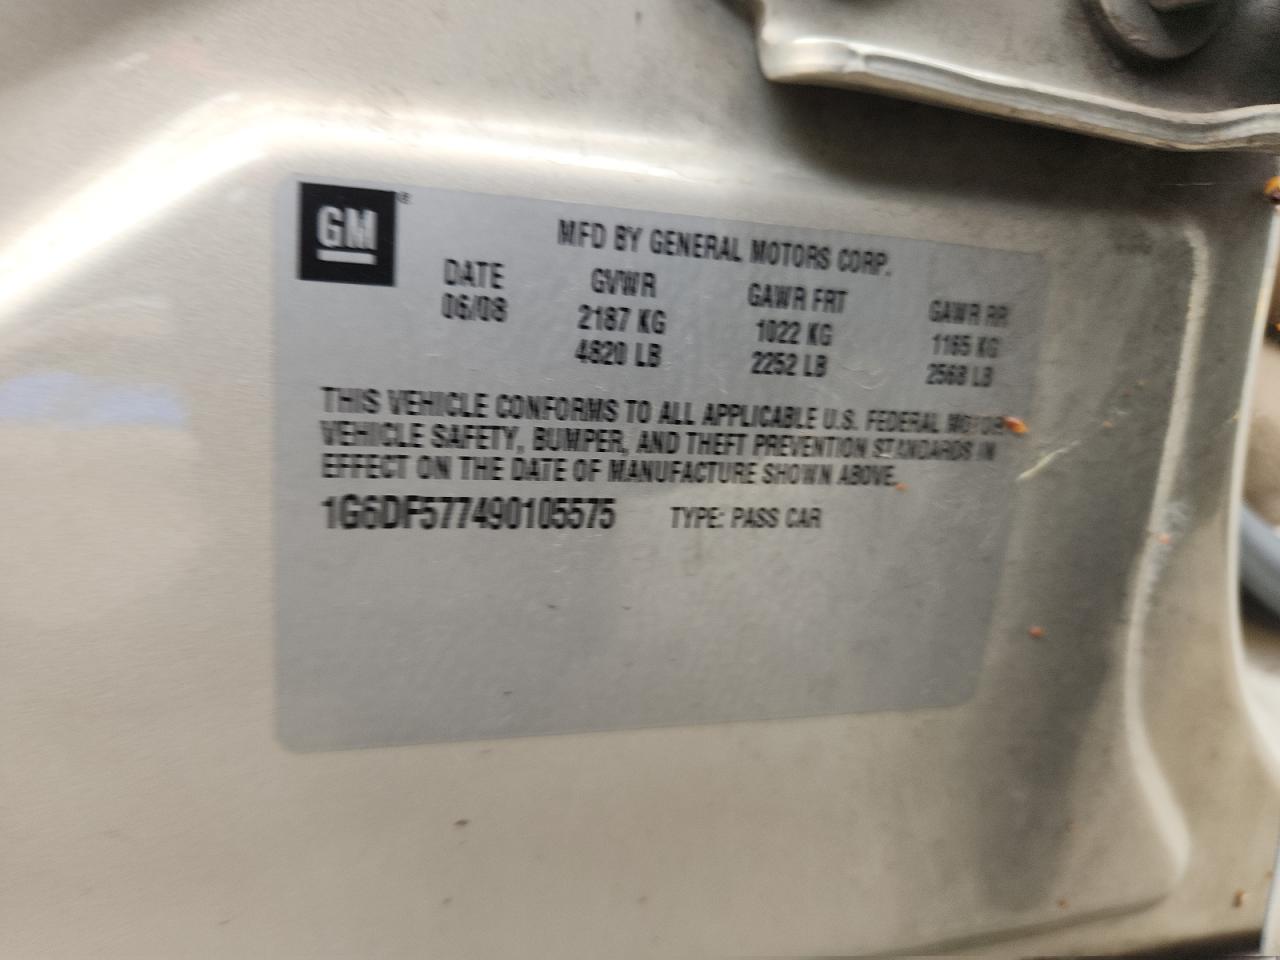 GM®
MFD BY GENERAL MOTORS CORP.
DATE GVWR GAWR FRT GAWR RR
06/08 2187 KG 1022 KG 1165 KG
4820 LB 2252 LB 2568 LB
THIS VEHICLE CONFORMS TO ALL APPLICABLE U.S. FEDERAL MOTOR
VEHICLE SAFETY, BUMPER, AND THEFT PREVENTION STANDARDS IN
EFFECT ON THE DATE OF MANUFACTURE SHOWN ABOVE.
1G6DF577490105575 TYPE: PASS CAR